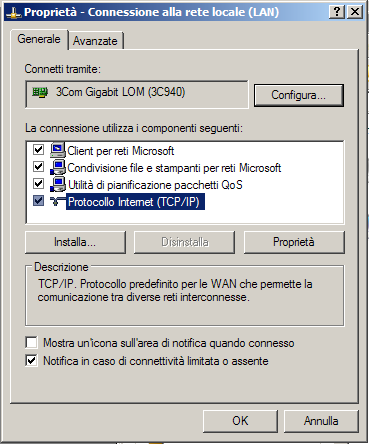 Proprietà - Connessione alla rete locale (LAN)
Generale
Avanzate
Connetti tramite:
3Com Gigabit LOM (3C940)
Configura...
La connessione utilizza i componenti seguenti:
Client per reti Microsoft
Condivisione file e stampanti per reti Microsoft
Utilità di pianificazione pacchetti QoS
Protocollo Internet (TCP/IP)
Installa...
Disinstalla
Proprietà
Descrizione
TCP/IP. Protocollo predefinito per le WAN che permette la
comunicazione tra diverse reti interconnesse.
Mostra un'icona sull'area di notifica quando connesso
Notifica in caso di connettività limitata o assente
OK
Annulla